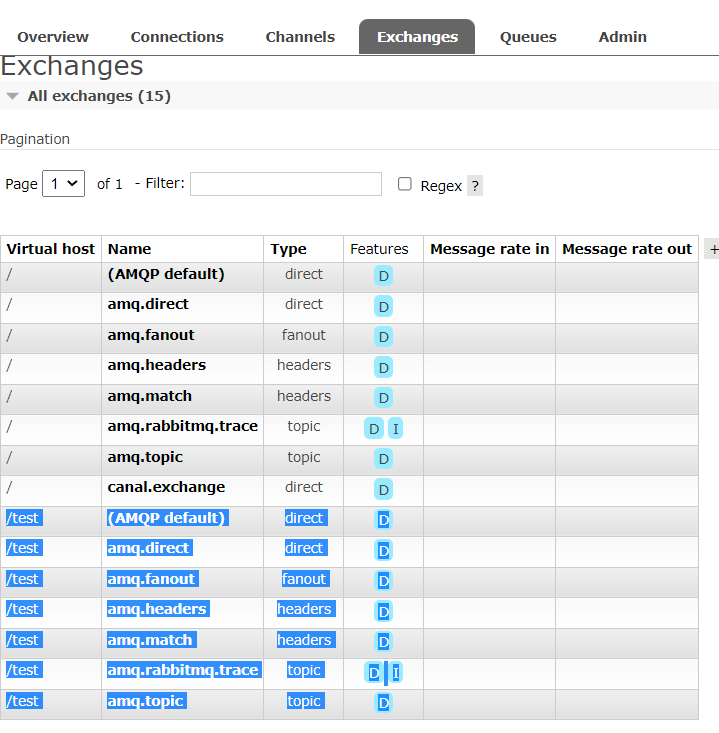 Overview Connections Channels Exchanges Queues Admin
Exchanges
All exchanges (15)
Pagination
Page 1 of 1 - Filter: Regex ?
Virtual host Name Type Features Message rate in Message rate out +
/ (AMQP default) direct D
/ amq.direct direct D
/ amq.fanout fanout D
/ amq.headers headers D
/ amq.match headers D
/ amq.rabbitmq.trace topic D I
/ amq.topic topic D
/ canal.exchange direct D
/test (AMQP default) direct D
/test amq.direct direct D
/test amq.fanout fanout D
/test amq.headers headers D
/test amq.match headers D
/test amq.rabbitmq.trace topic D I
/test amq.topic topic D